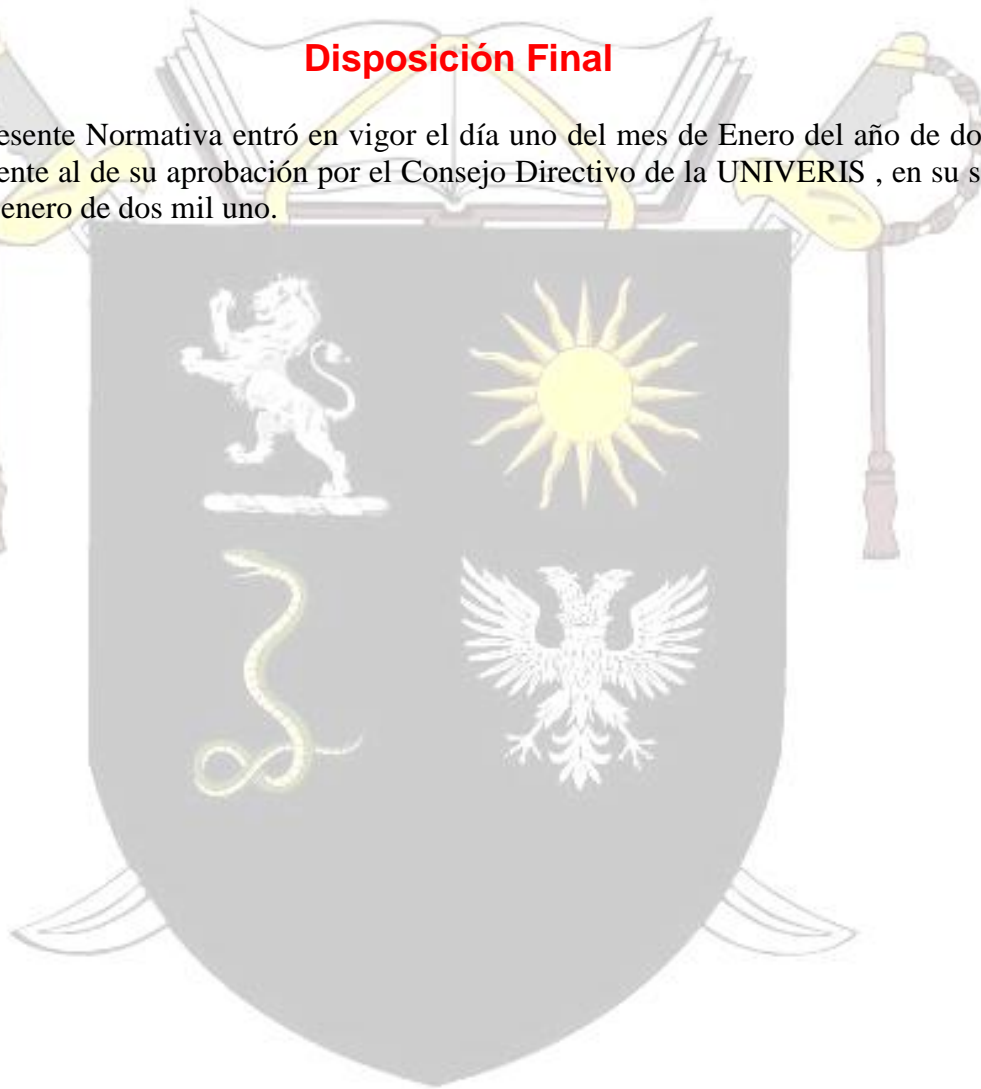 Disposición Final
esente Normativa entró en vigor el día uno del mes de Enero del año de do
ente al de su aprobación por el Consejo Directivo de la UNIVERIS , en su s
enero de dos mil uno.